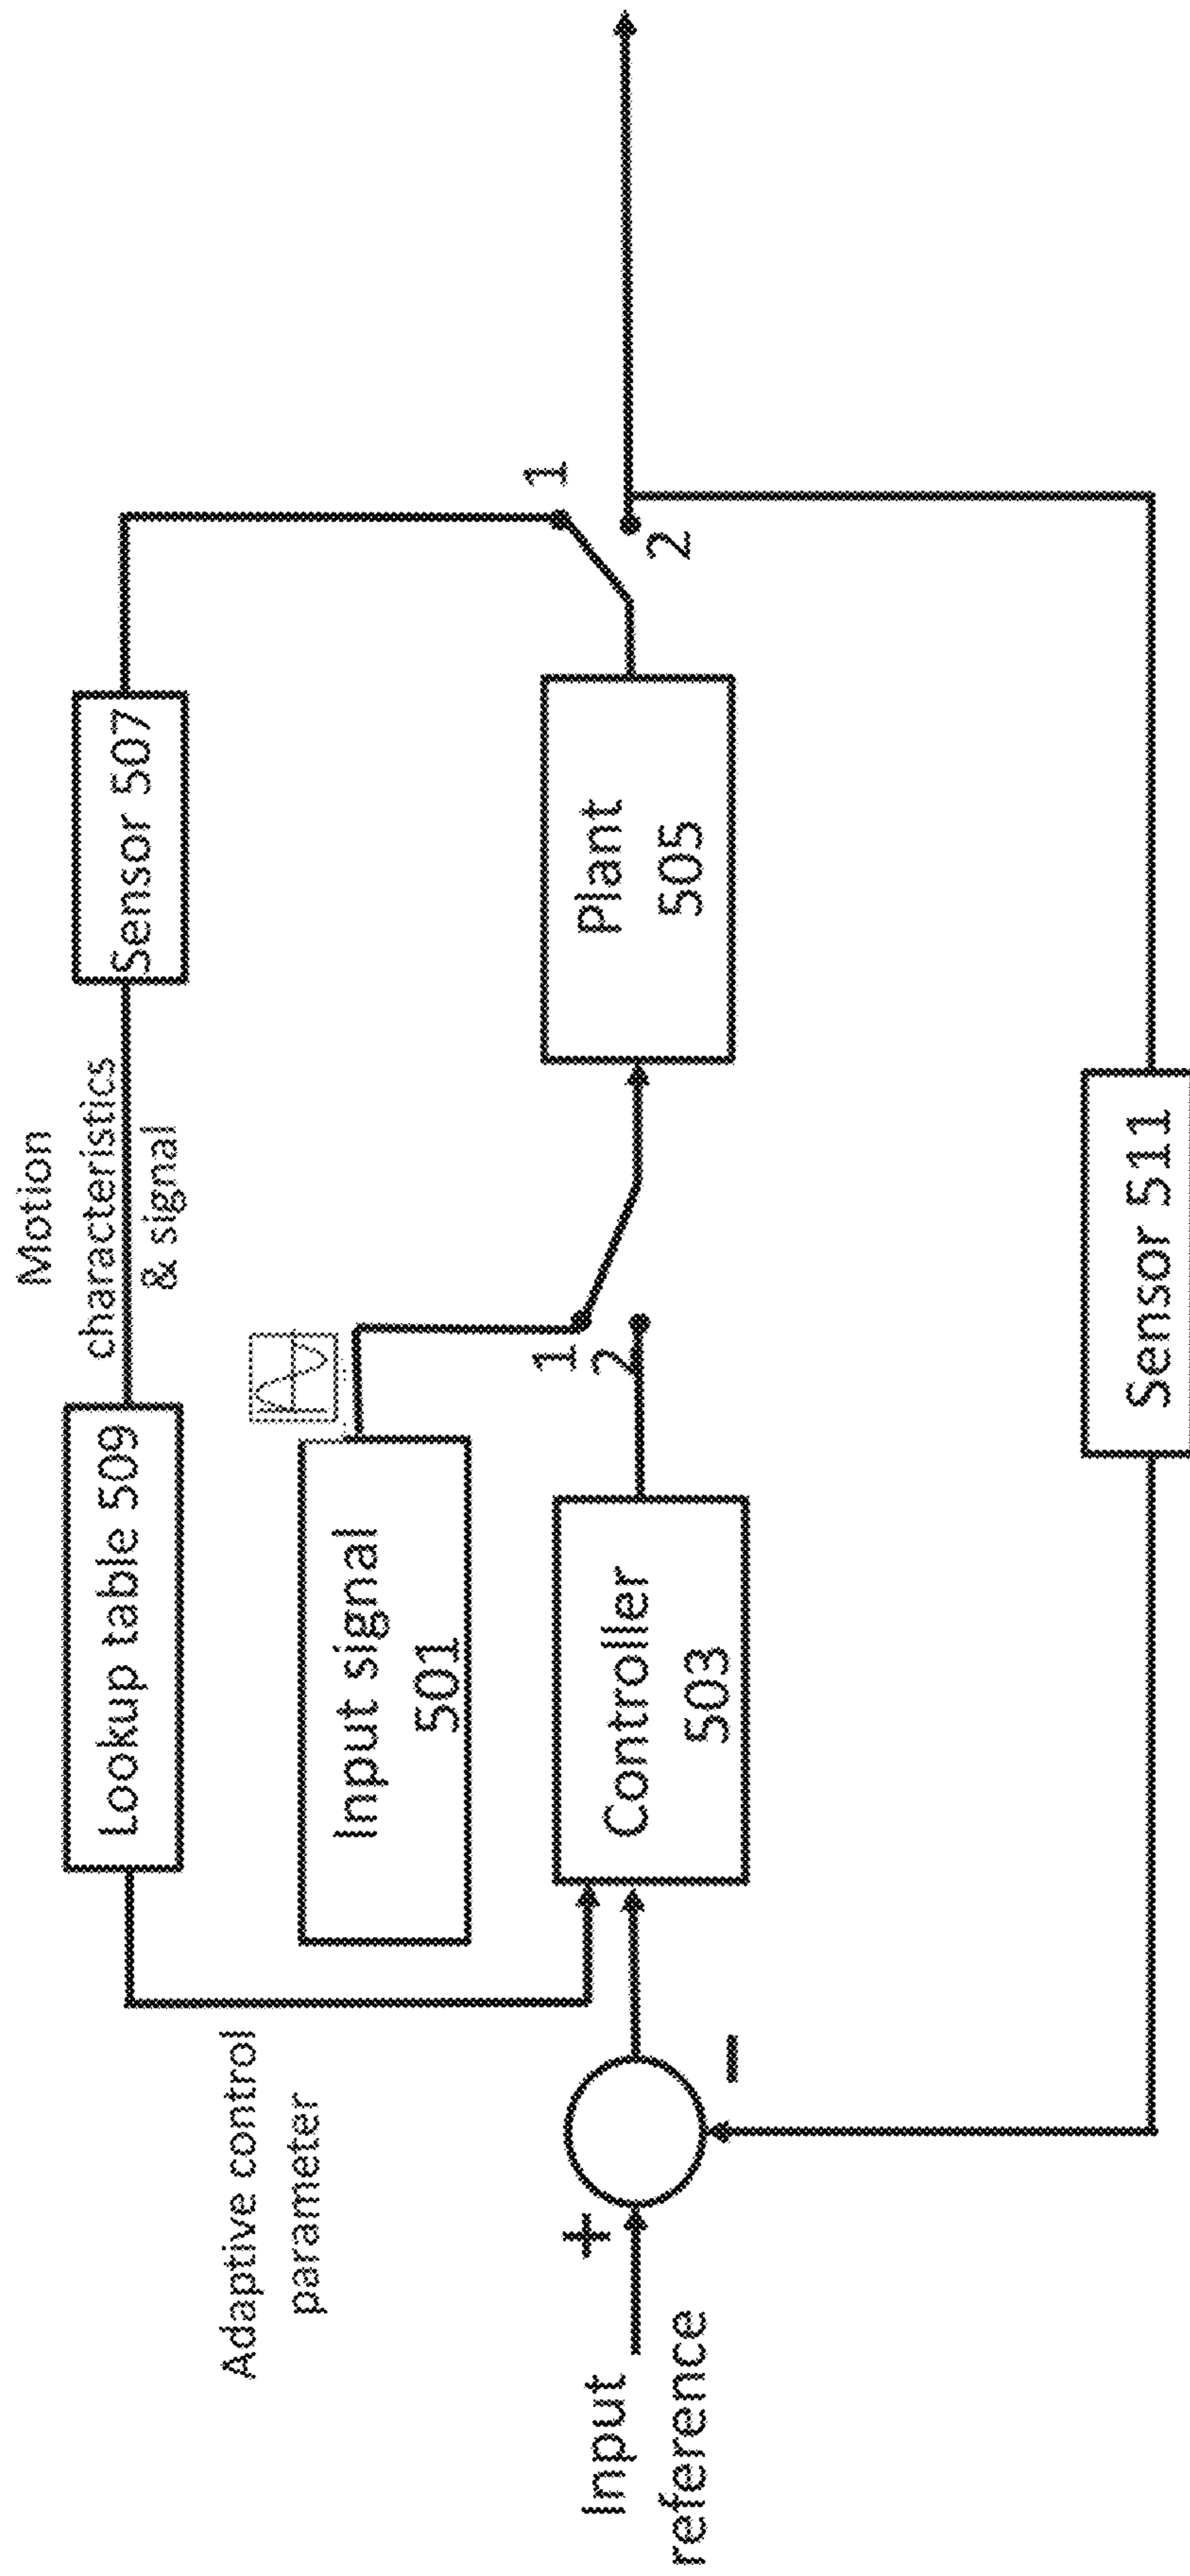 Motion
characteristics
& signal
Lookup table 509
Sensor 507
Adaptive control
parameter
Input signal
501
1
2
1
2
Input
reference
+
−
Controller
503
Plant
505
Sensor 511